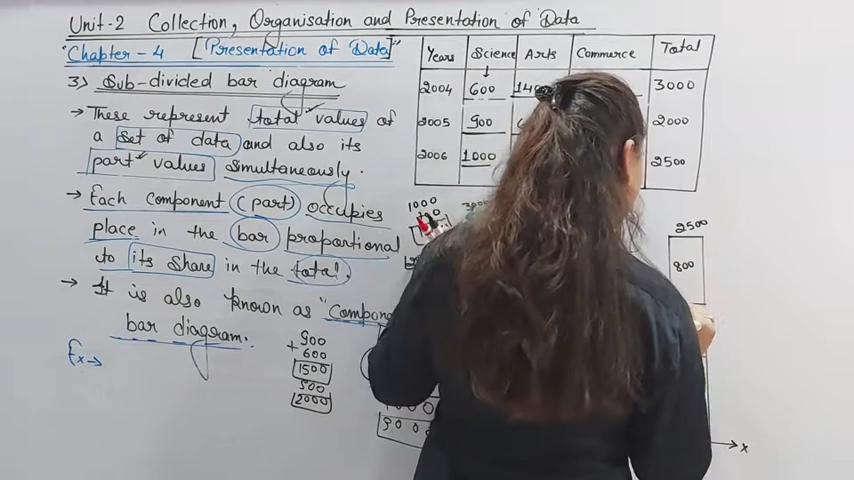 Unit-2 Collection, Organisation and Presentation of Data
"Chapter-4 [Presentation of Data]"
3) Sub-divided bar diagram
→ These represent total values of
a set of data and also its
part values simultaneously.
→ Each component (part) occupies
place in the bar proportional
to its share in the total.
→ It is also known as "Compon
bar diagram.
Ex→
900
+ 600
1500
500
2000
Years Science Arts Commerce Total
2004 600 3000
2005 900 2000
2006 1000 2500
1000
2500
800
x